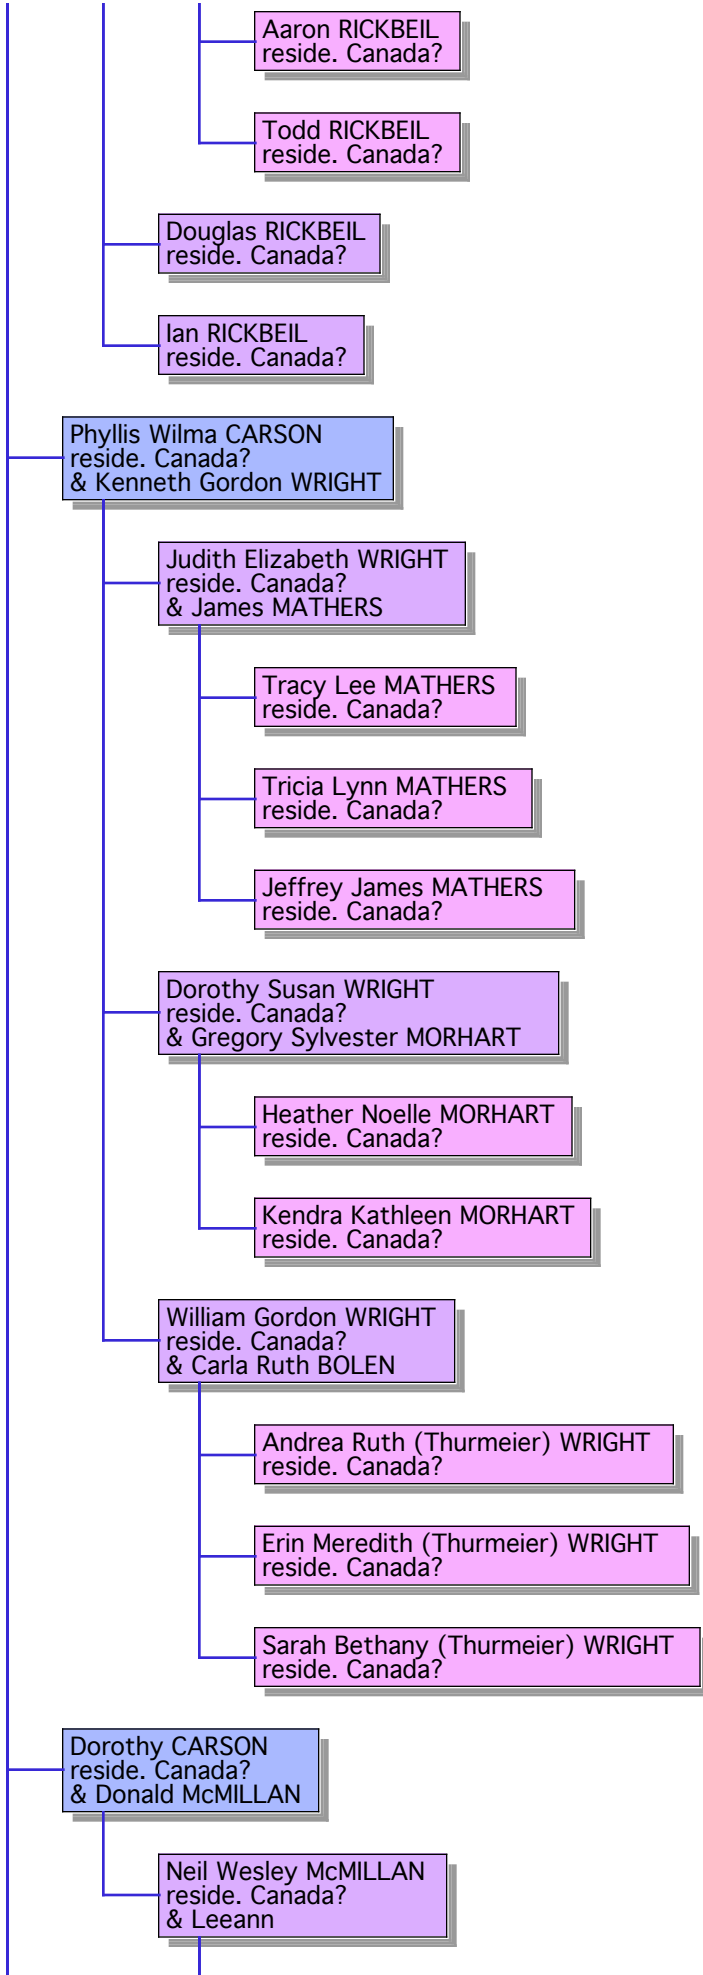 Aaron RICKBEIL
reside. Canada?
Todd RICKBEIL
reside. Canada?
Douglas RICKBEIL
reside. Canada?
Ian RICKBEIL
reside. Canada?
Phyllis Wilma CARSON
reside. Canada?
& Kenneth Gordon WRIGHT
Judith Elizabeth WRIGHT
reside. Canada?
& James MATHERS
Tracy Lee MATHERS
reside. Canada?
Tricia Lynn MATHERS
reside. Canada?
Jeffrey James MATHERS
reside. Canada?
Dorothy Susan WRIGHT
reside. Canada?
& Gregory Sylvester MORHART
Heather Noelle MORHART
reside. Canada?
Kendra Kathleen MORHART
reside. Canada?
William Gordon WRIGHT
reside. Canada?
& Carla Ruth BOLEN
Andrea Ruth (Thurmeier) WRIGHT
reside. Canada?
Erin Meredith (Thurmeier) WRIGHT
reside. Canada?
Sarah Bethany (Thurmeier) WRIGHT
reside. Canada?
Dorothy CARSON
reside. Canada?
& Donald McMILLAN
Neil Wesley McMILLAN
reside. Canada?
& Leeann